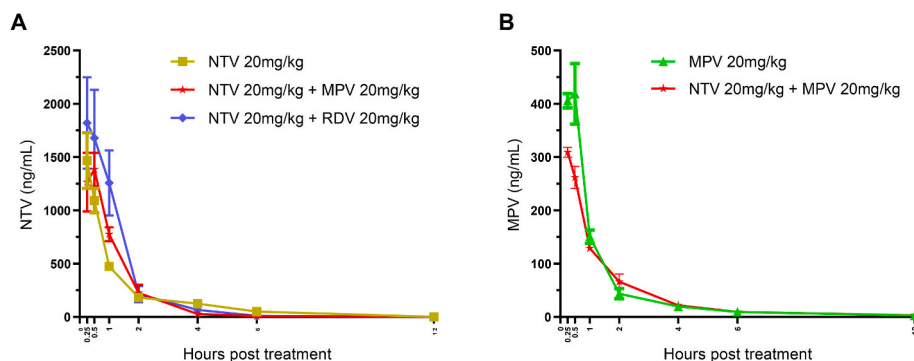 A
B
2500
2000
1500
1000
500
0
NTV (ng/mL)
NTV 20mg/kg
NTV 20mg/kg + MPV 20mg/kg
NTV 20mg/kg + RDV 20mg/kg
0
0.25
0.5
1
2
4
6
12
Hours post treatment
500
400
300
200
100
0
MPV (ng/mL)
MPV 20mg/kg
NTV 20mg/kg + MPV 20mg/kg
0
0.25
0.5
1
2
4
6
Hours post treatment